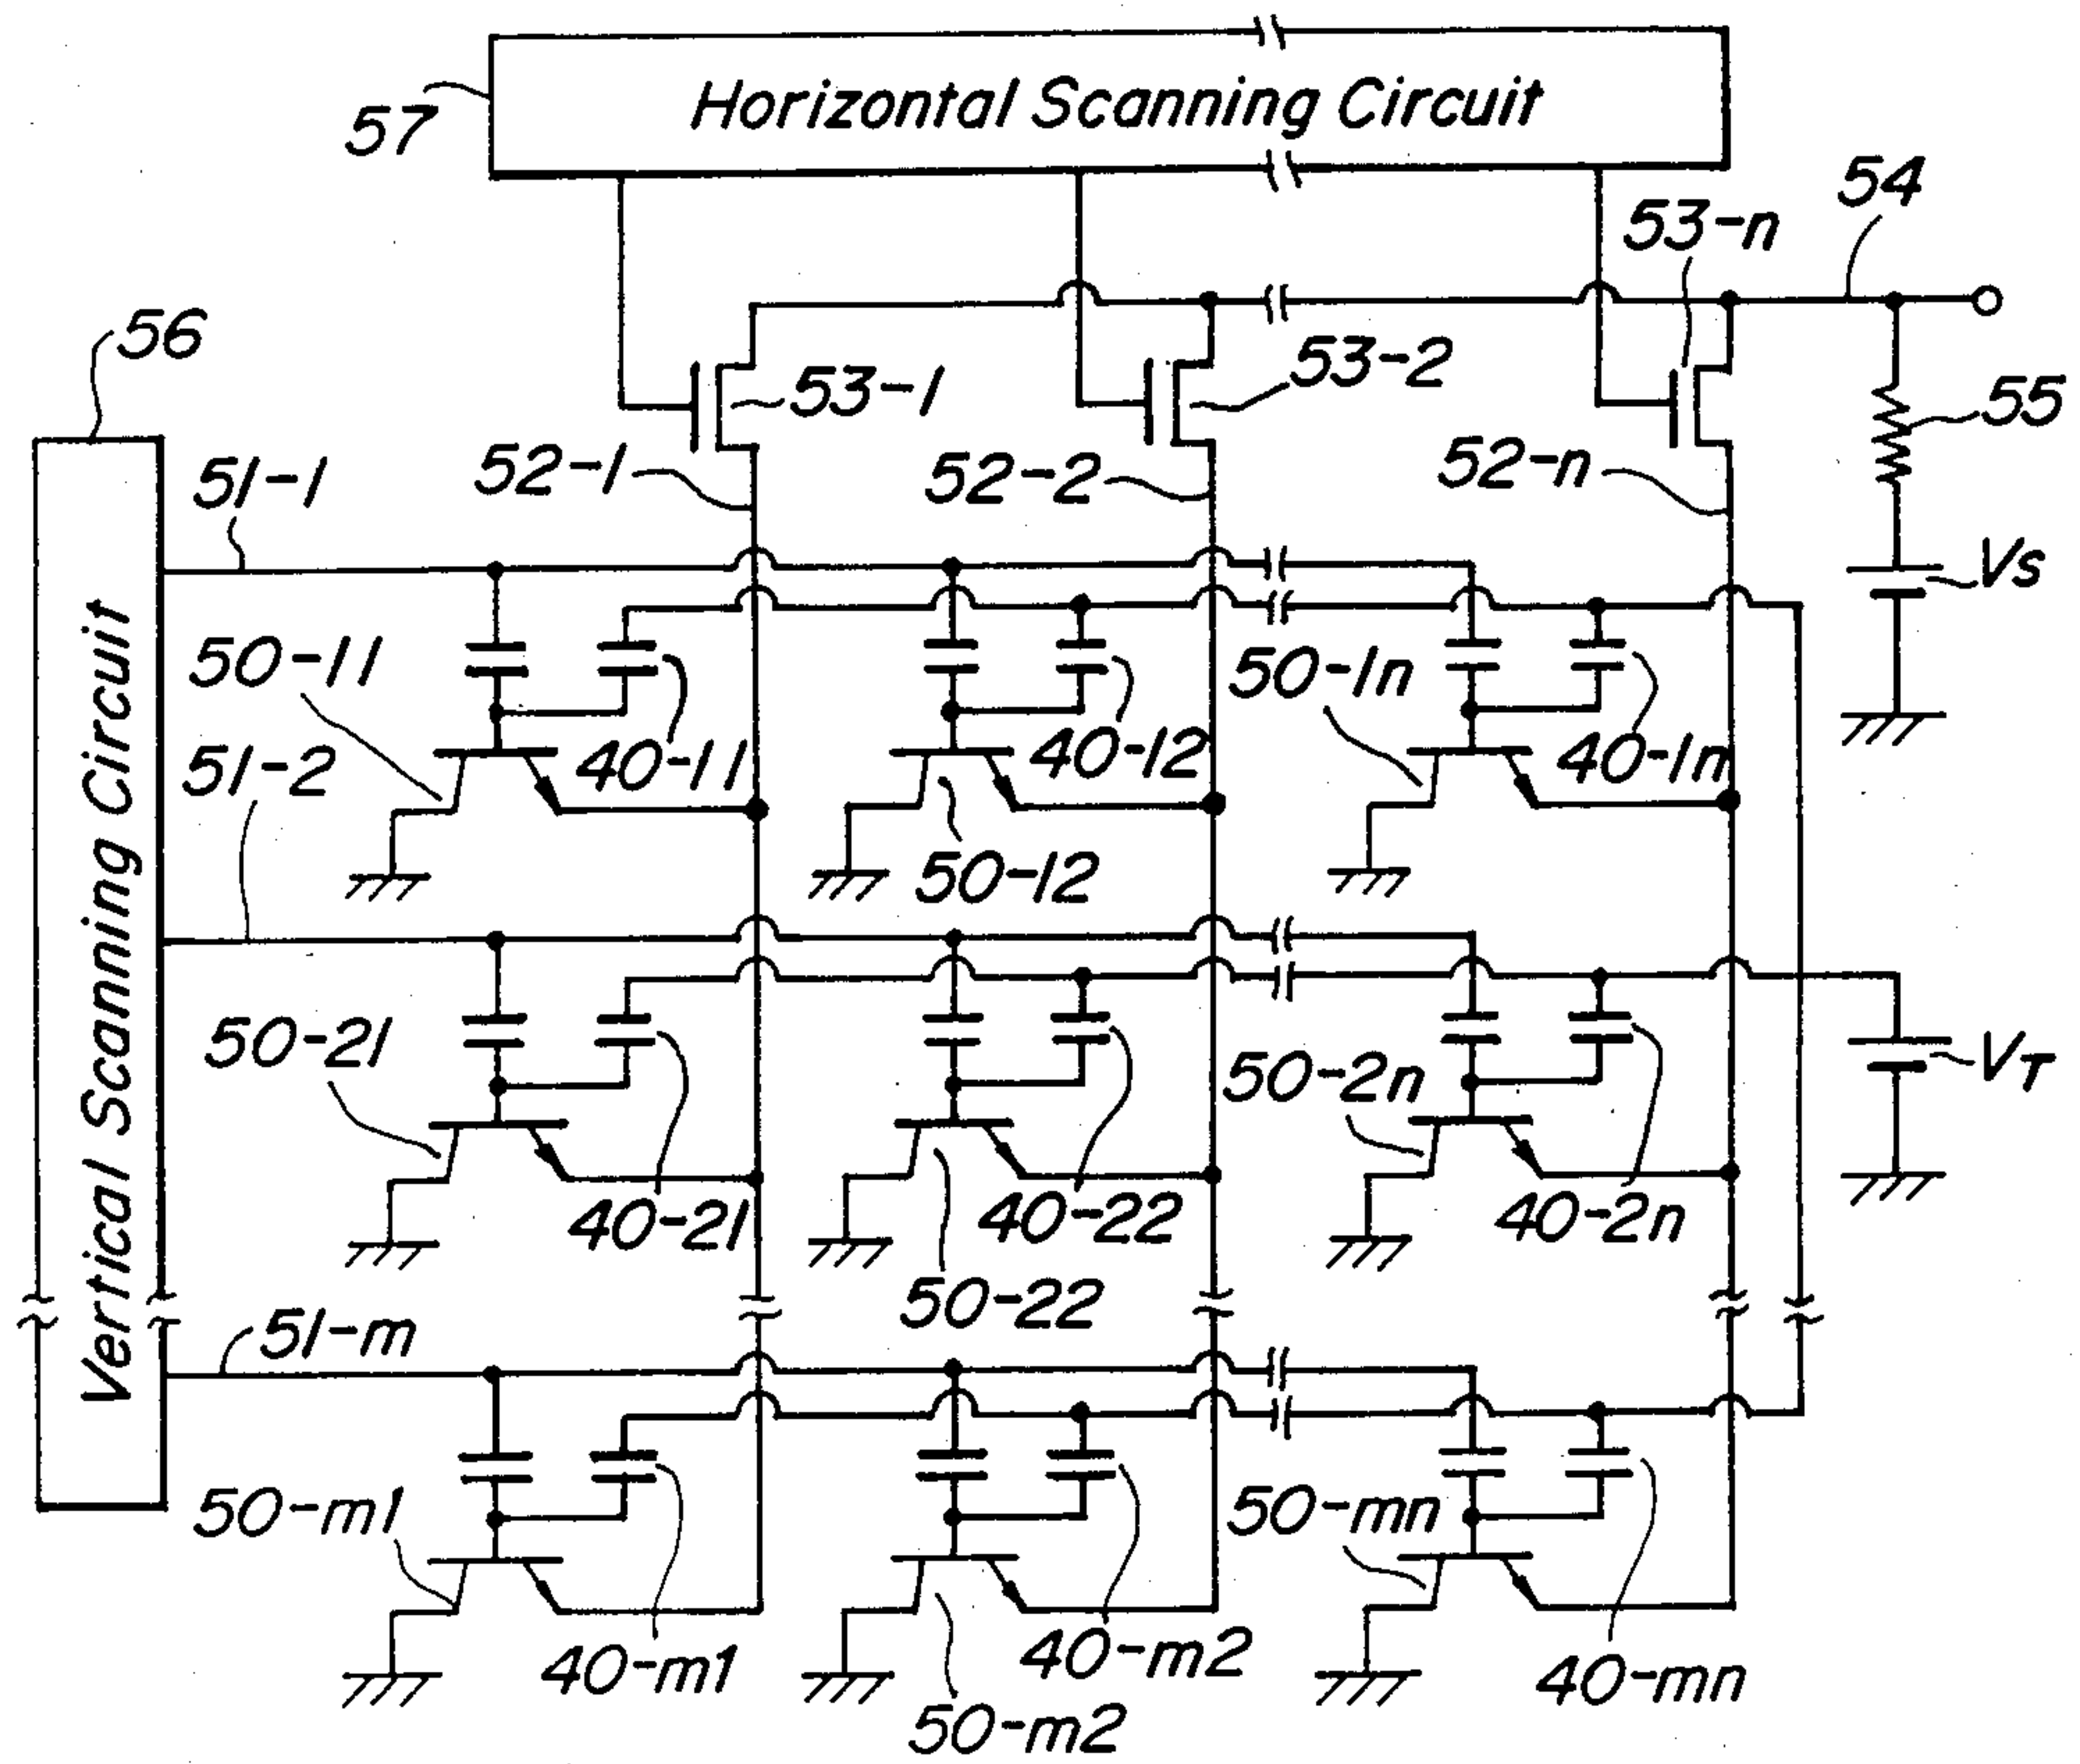 Horizontal Scanning Circuit
57
54
53-n
56
53-1
53-2
55
51-1
52-1
52-2
52-n
Vs
50-11
50-1n
40-11
40-12
40-1n
51-2
50-12
Vertical Scanning Circuit
50-21
50-2n
VT
40-21
40-22
40-2n
50-22
51-m
50-m1
50-mn
40-m1
40-m2
40-mn
50-m2